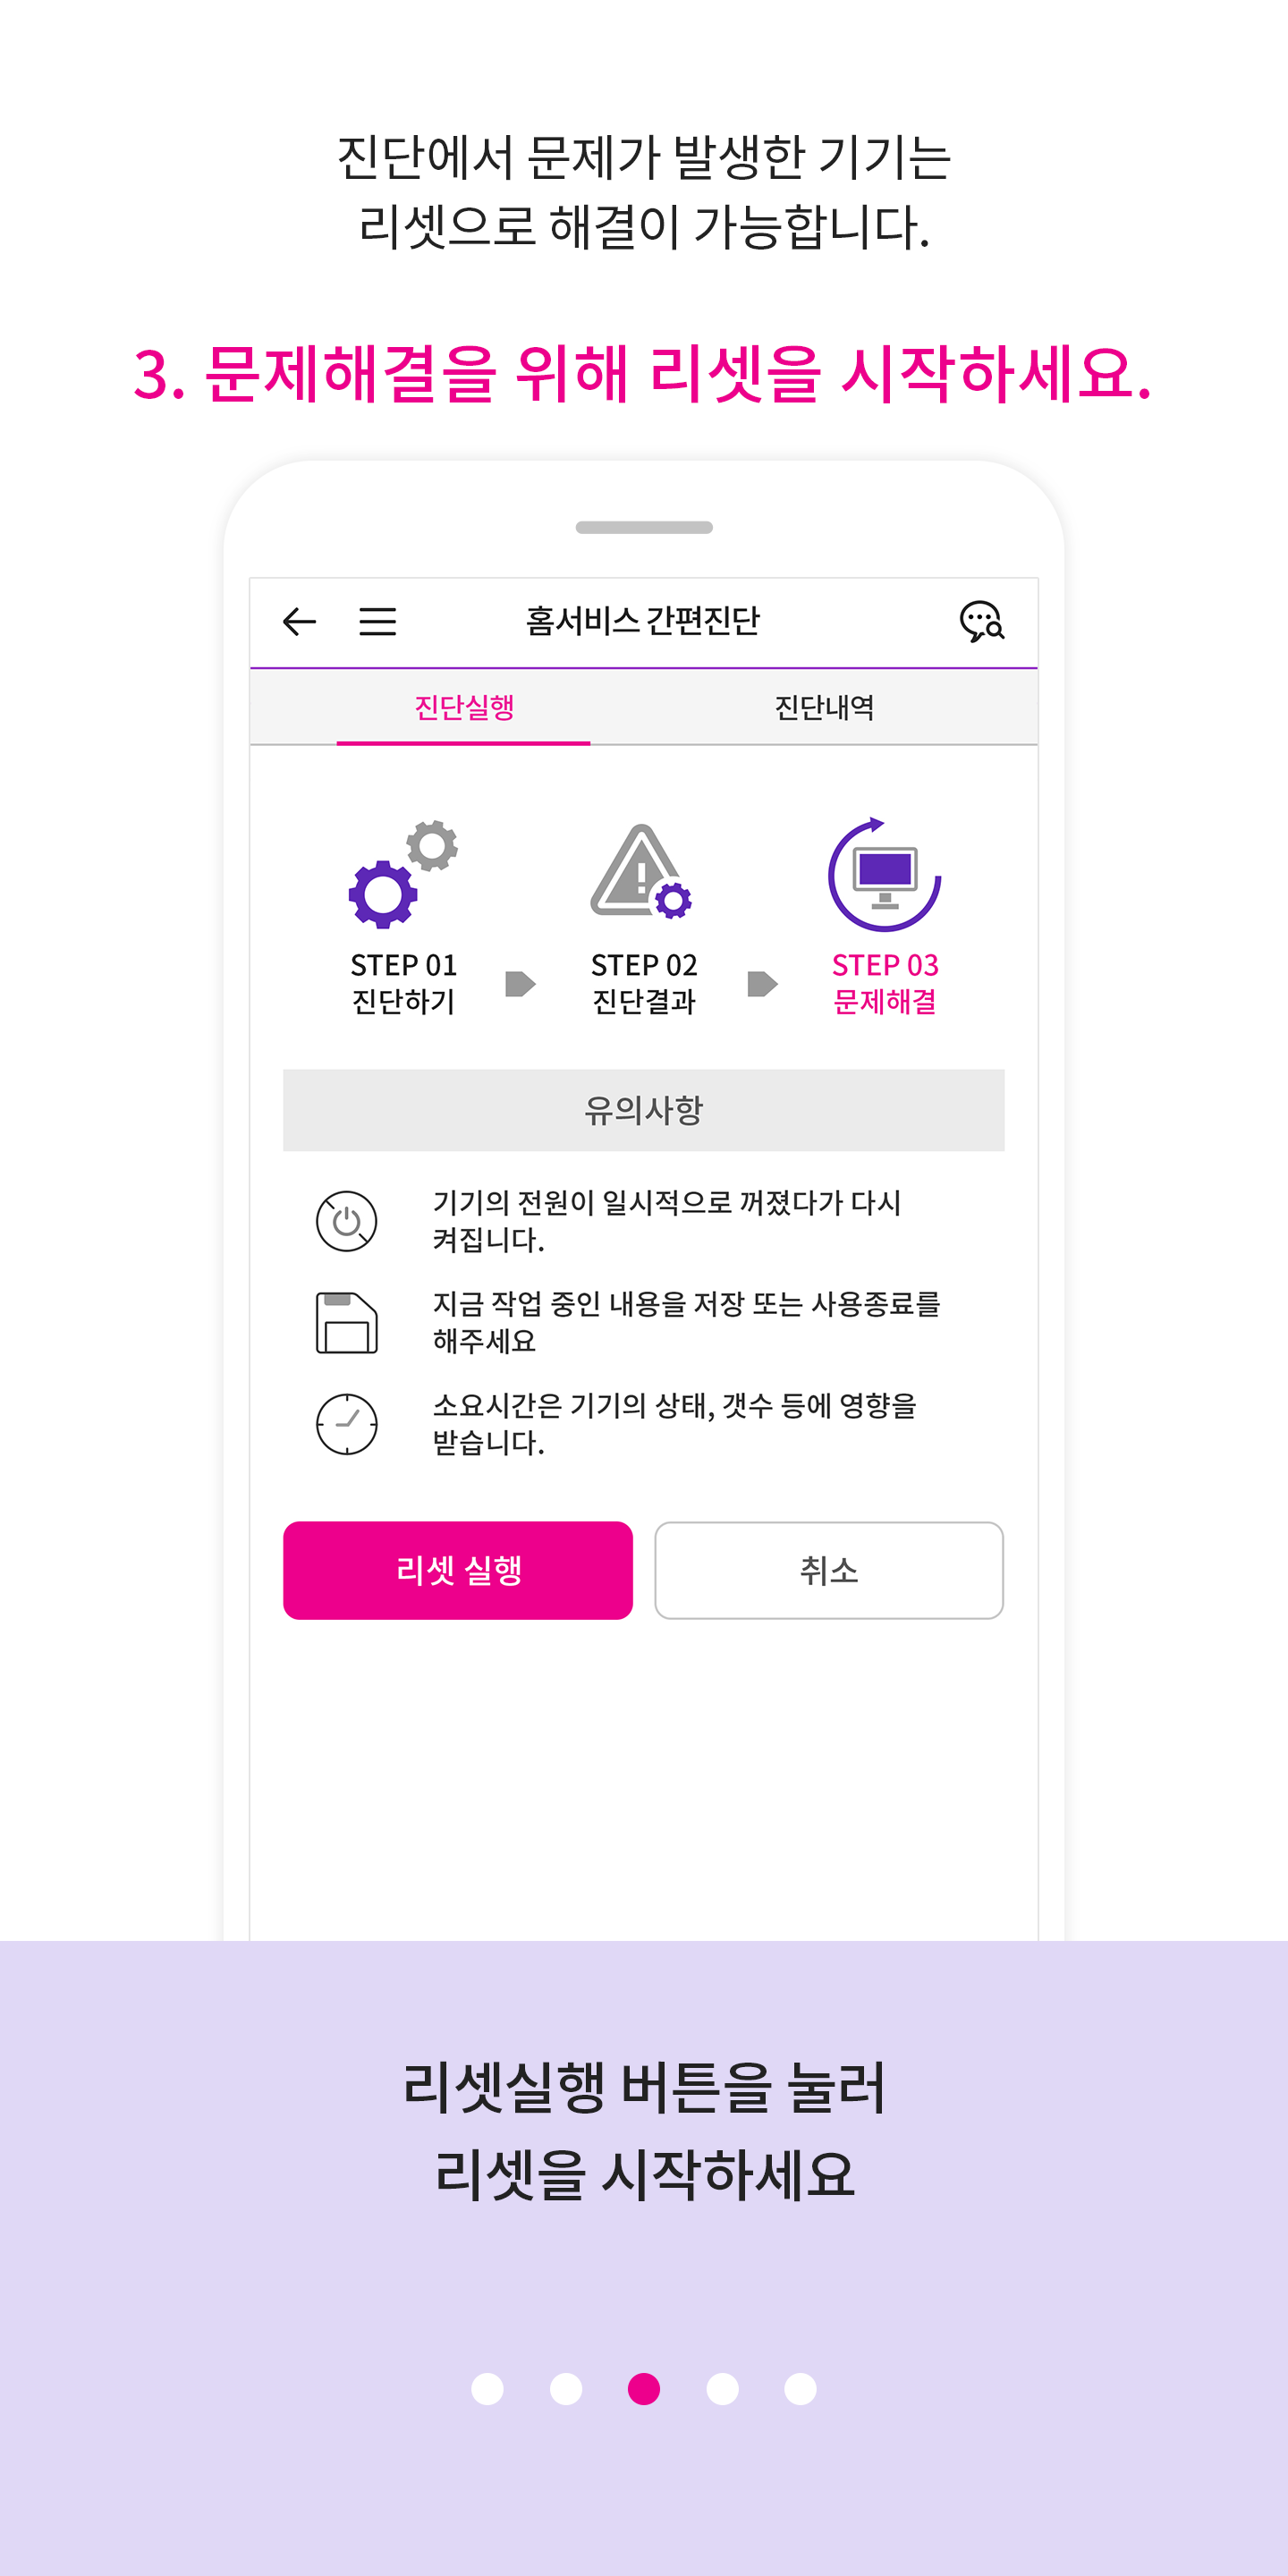 진단에서 문제가 발생한 기기는
리셋으로 해결이 가능합니다.
3. 문제해결을 위해 리셋을 시작하세요.
홈서비스 간편진단
진단실행
진단내역
STEP 01
진단하기
STEP 02
진단결과
STEP 03
문제해결
유의사항
기기의 전원이 일시적으로 꺼졌다가 다시
켜집니다.
지금 작업 중인 내용을 저장 또는 사용종료를
해주세요
소요시간은 기기의 상태, 갯수 등에 영향을
받습니다.
리셋 실행
취소
리셋실행 버튼을 눌러
리셋을 시작하세요